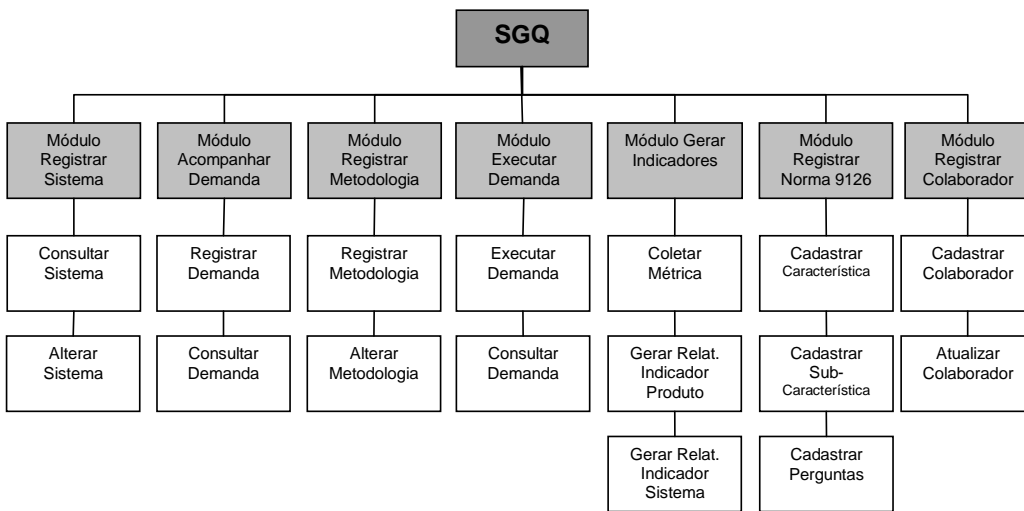 SGQ
Módulo
Registrar
Sistema
Módulo
Acompanhar
Demanda
Módulo
Registrar
Metodologia
Módulo
Executar
Demanda
Módulo Gerar
Indicadores
Módulo
Registrar
Norma 9126
Módulo
Registrar
Colaborador
Consultar
Sistema
Registrar
Demanda
Registrar
Metodologia
Executar
Demanda
Coletar
Métrica
Cadastrar
Característica
Cadastrar
Colaborador
Alterar
Sistema
Consultar
Demanda
Alterar
Metodologia
Consultar
Demanda
Gerar Relat.
Indicador
Produto
Cadastrar
Sub-
Característica
Atualizar
Colaborador
Gerar Relat.
Indicador
Sistema
Cadastrar
Perguntas